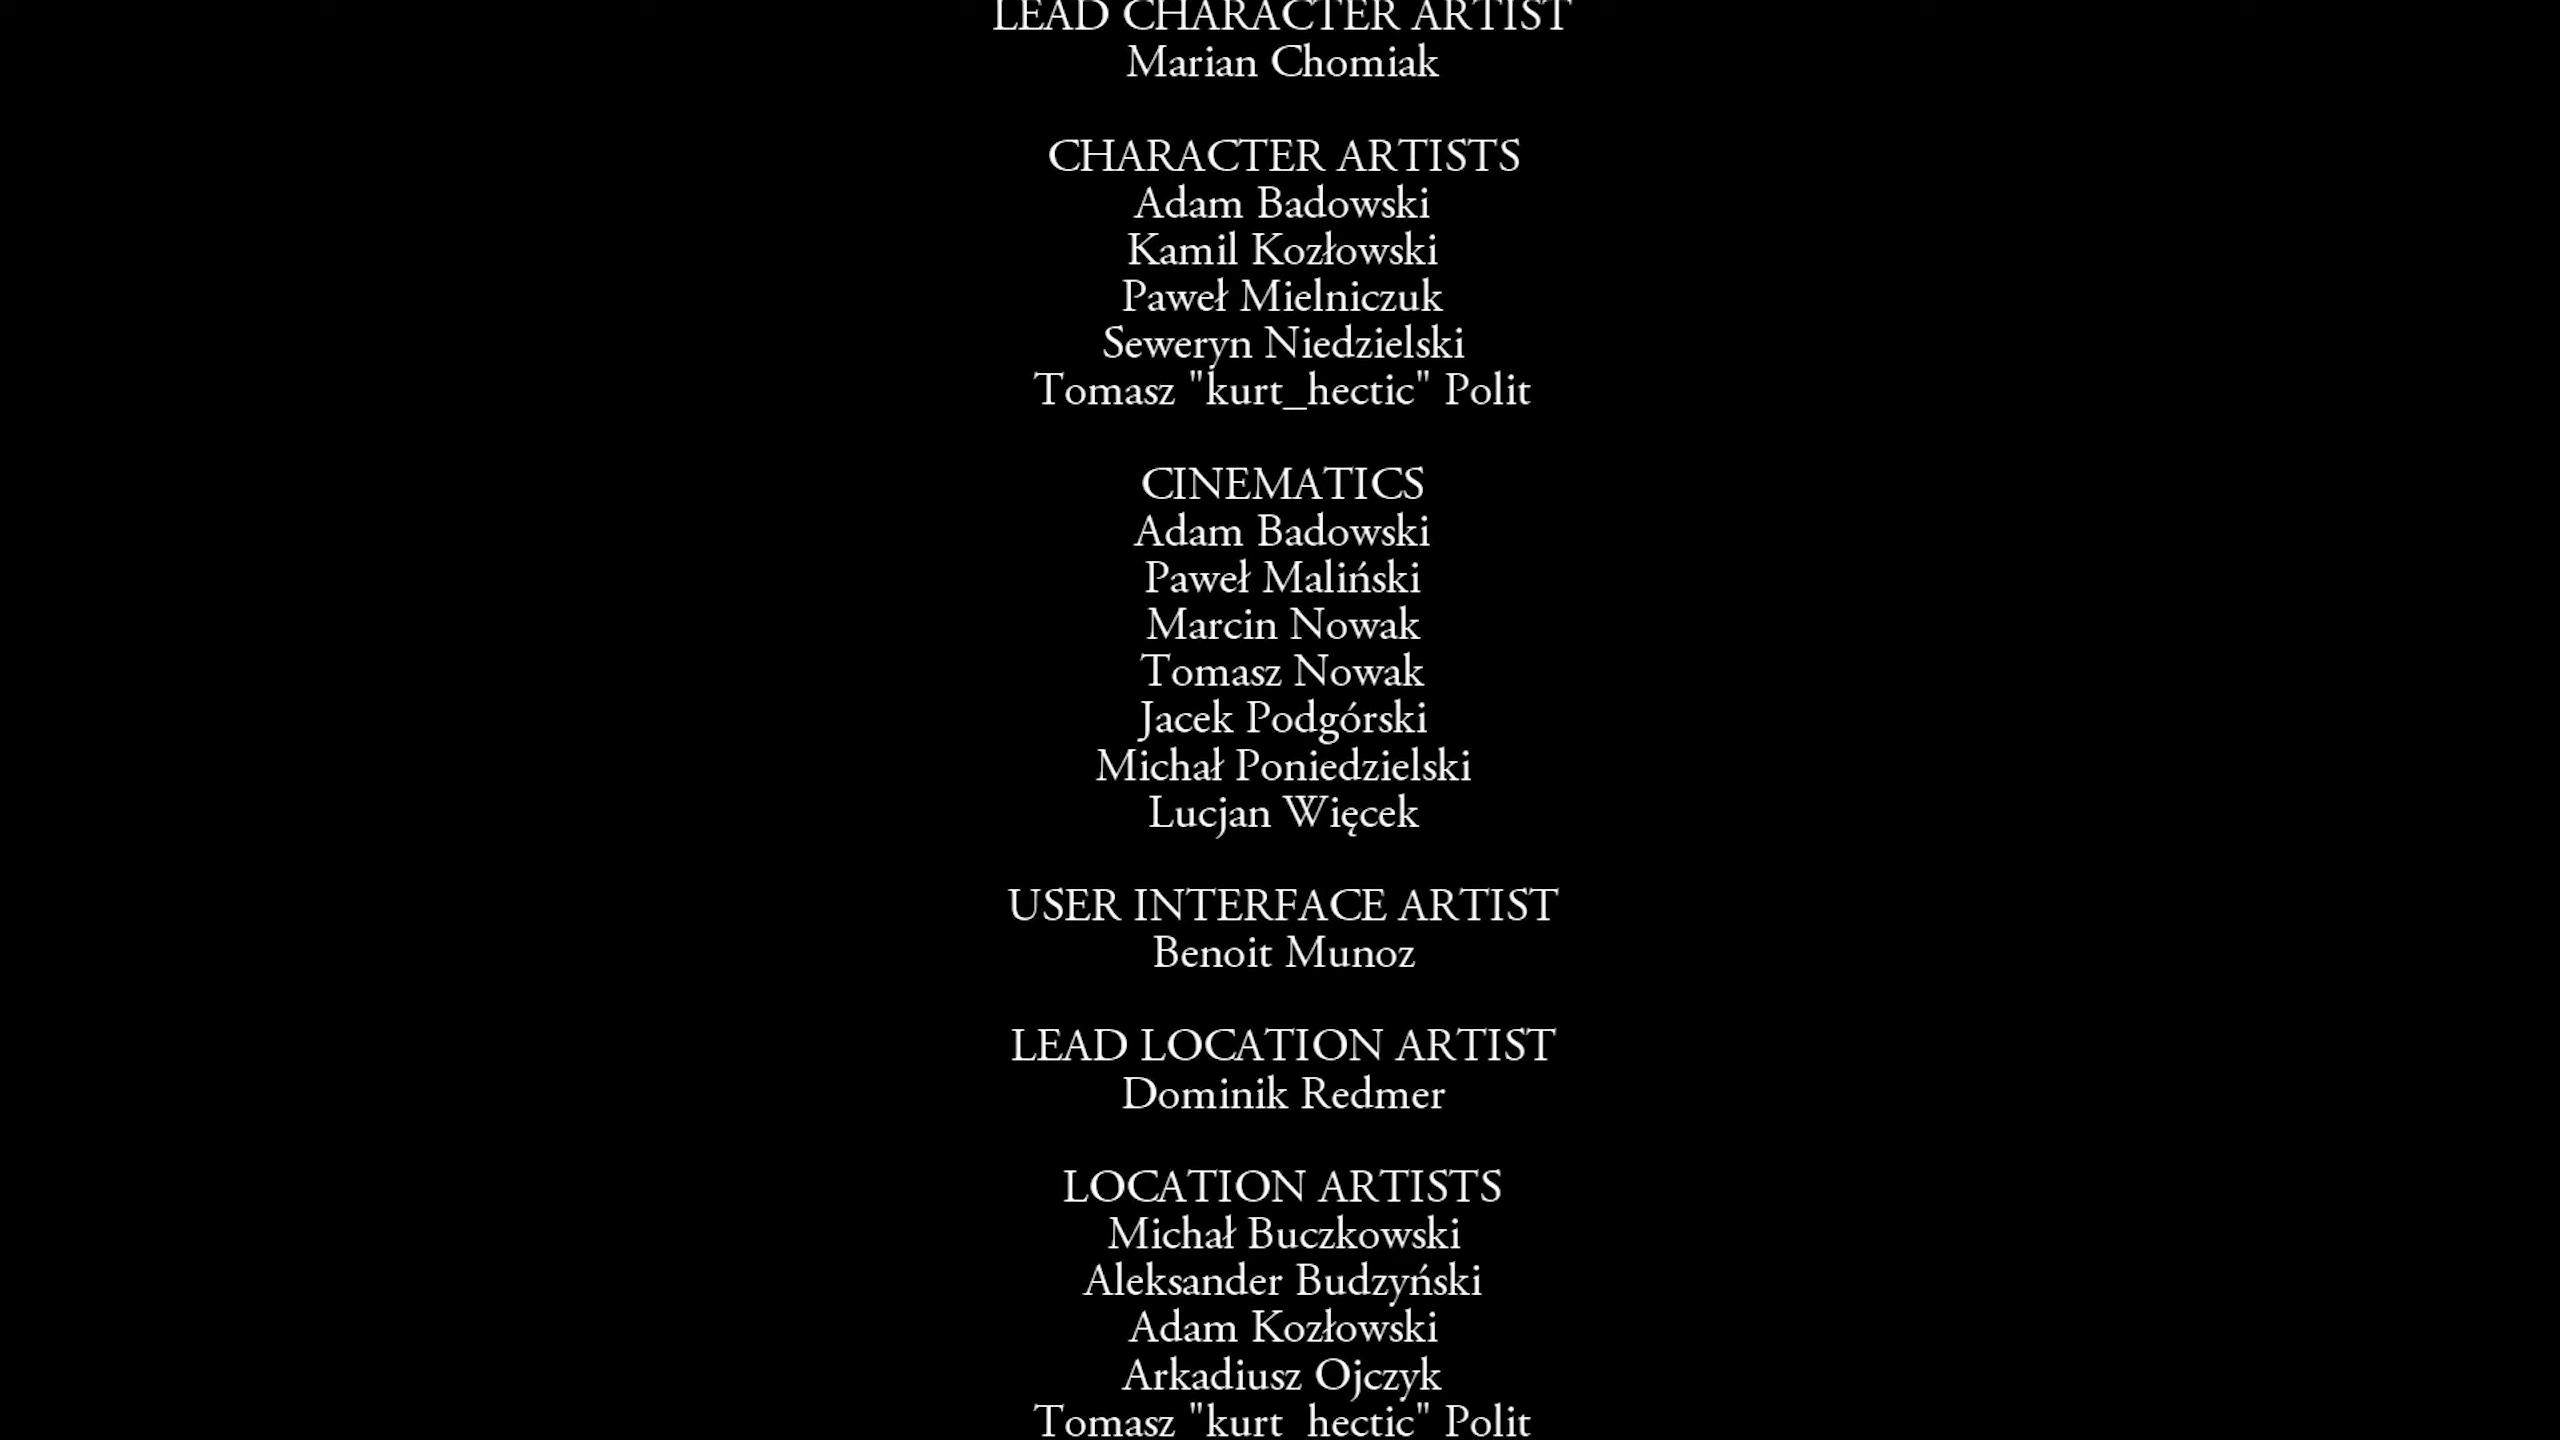 LEAD CHARACTER ARTIST
Marian Chomiak
CHARACTER ARTISTS
Adam Badowski
Kamil Kozłowski
Paweł Mielniczuk
Seweryn Niedzielski
Tomasz "kurt_hectic" Polit
CINEMATICS
Adam Badowski
Paweł Maliński
Marcin Nowak
Tomasz Nowak
Jacek Podgórski
Michał Poniedzielski
Lucjan Więcek
USER INTERFACE ARTIST
Benoit Munoz
LEAD LOCATION ARTIST
Dominik Redmer
LOCATION ARTISTS
Michał Buczkowski
Aleksander Budzyński
Adam Kozłowski
Arkadiusz Ojczyk
Tomasz "kurt_hectic" Polit